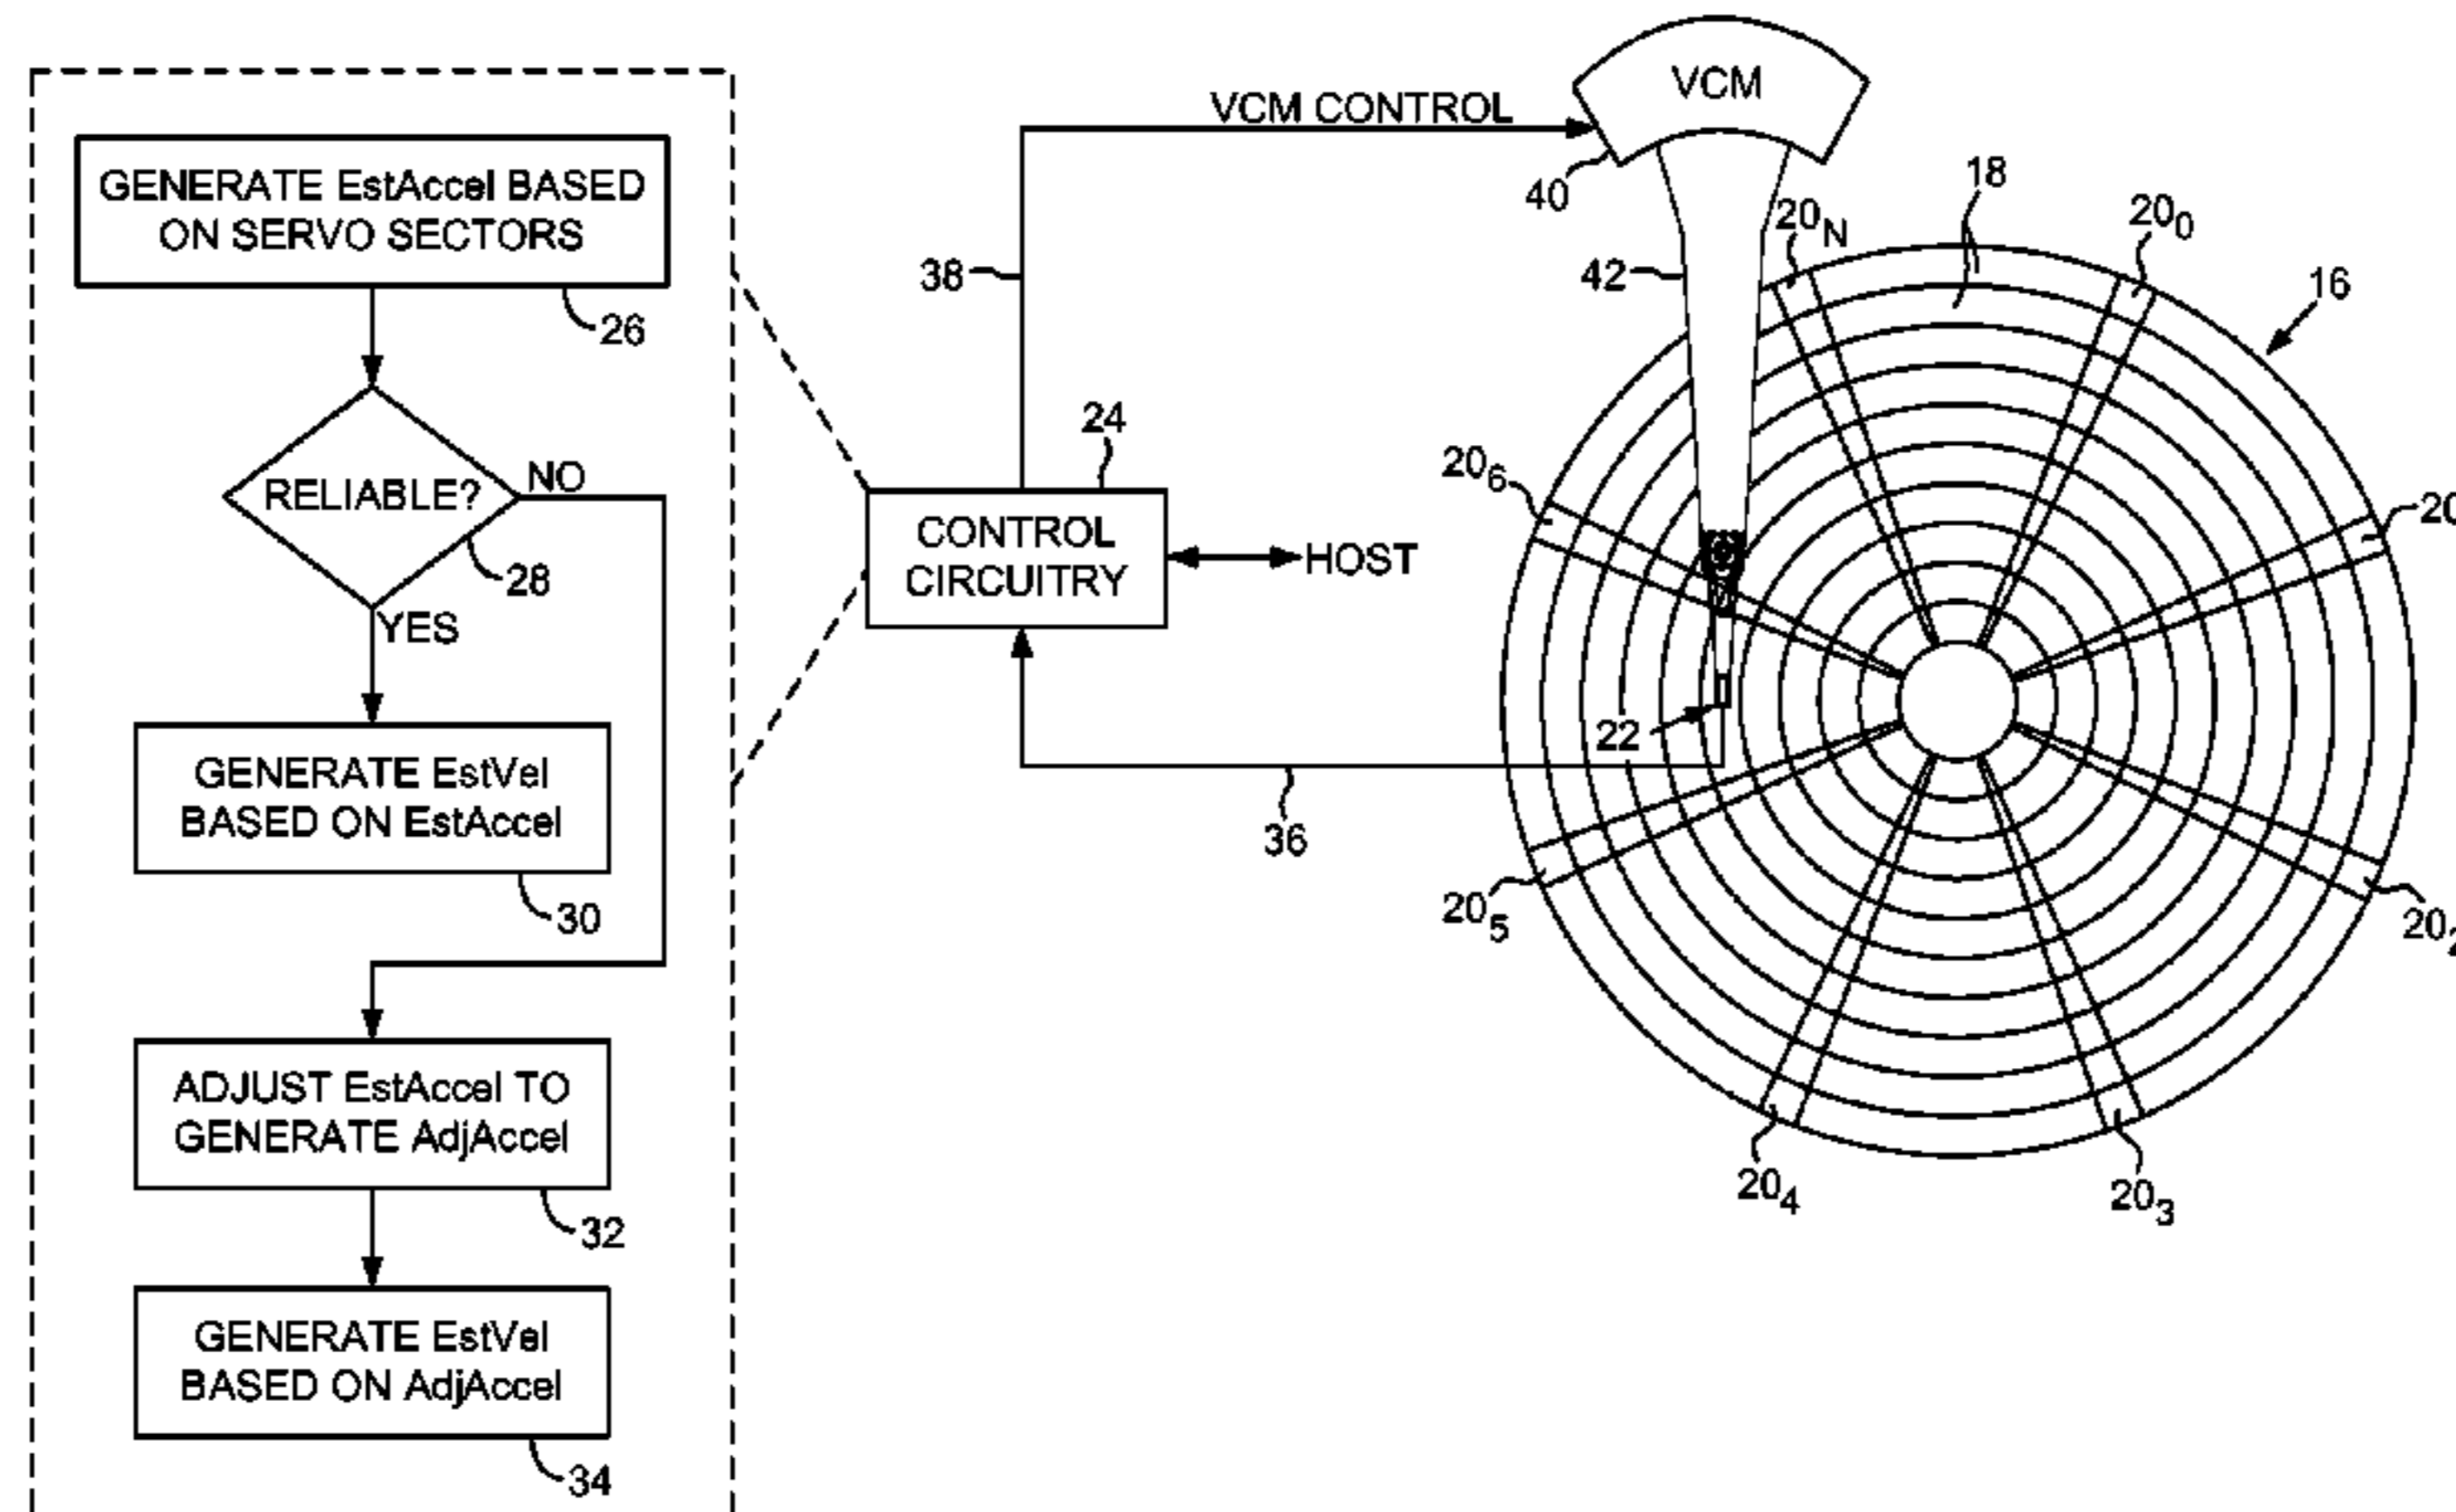 GENERATE EstAccel BASED
ON SERVO SECTORS
26
RELIABLE?
NO
28
YES
GENERATE EstVel
BASED ON EstAccel
30
ADJUST EstAccel TO
GENERATE AdjAccel
32
GENERATE EstVel
BASED ON AdjAccel
34
VCM CONTROL
38
24
CONTROL
CIRCUITRY
HOST
36
VCM
40
42
18
20N
200
16
20
202
203
204
205
206
22